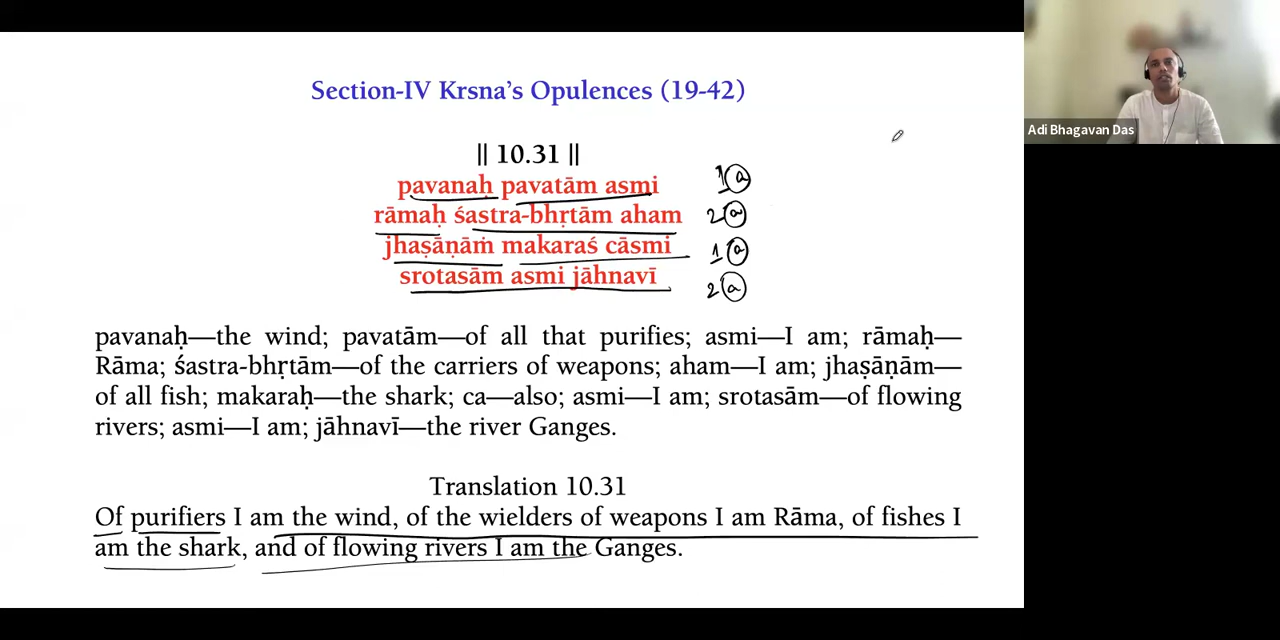 Section-IV Krsna's Opulences (19-42)
|| 10.31 ||
pavanaḥ pavatām asmi 1 a
rāmaḥ śastra-bhṛtām aham 2 a
jhaṣāṇāṁ makaraś cāsmi 1 a
srotasām asmi jāhnavī 2 a
pavanaḥ—the wind; pavatām—of all that purifies; asmi—I am; rāmaḥ—
Rāma; śastra-bhṛtām—of the carriers of weapons; aham—I am; jhaṣāṇām—
of all fish; makaraḥ—the shark; ca—also; asmi—I am; srotasām—of flowing
rivers; asmi—I am; jāhnavī—the river Ganges.
Translation 10.31
Of purifiers I am the wind, of the wielders of weapons I am Rāma, of fishes I
am the shark, and of flowing rivers I am the Ganges.
Adi Bhagavan Das